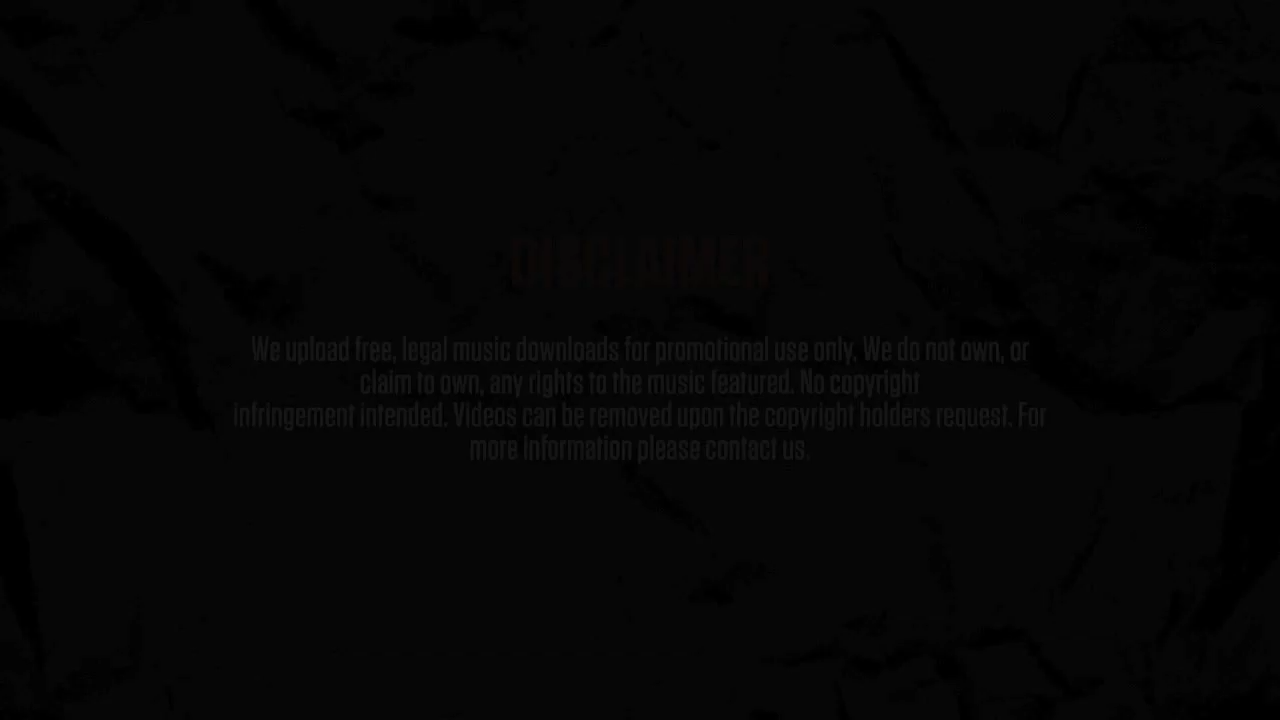 DISCLAIMER
We upload free, legal music downloads for promotional use only. We do not own, or
claim to own, any rights to the music featured. No copyright
infringement intended. Videos can be removed upon the copyright holders request. For
more information please contact us.